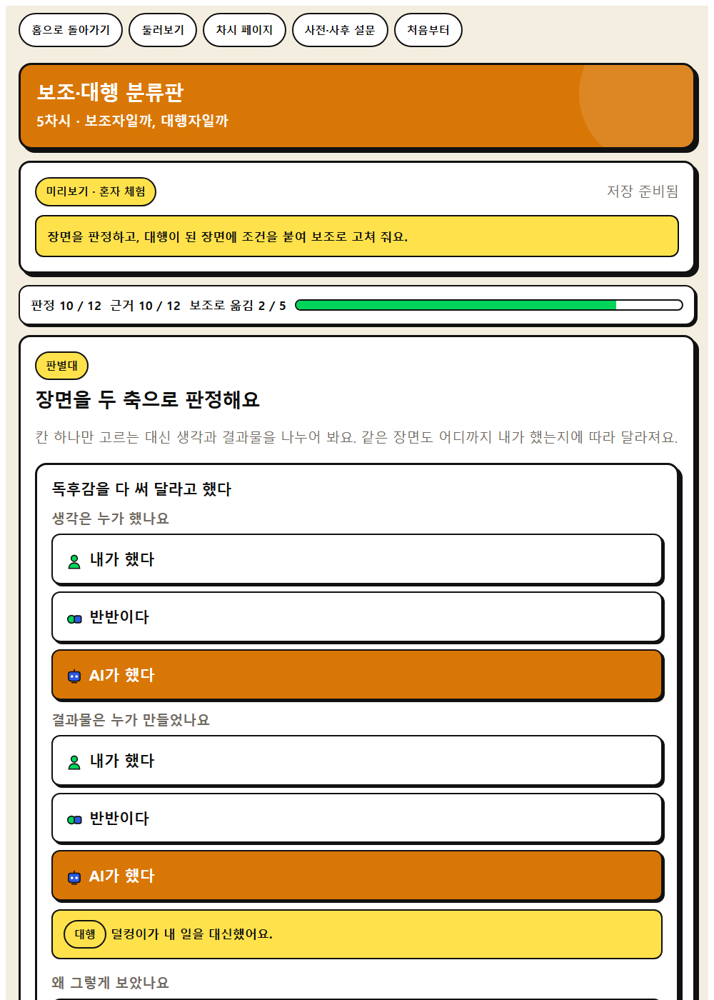 홈으로 돌아가기 둘러보기 차시 페이지 사전·사후 설문 처음부터
보조·대행 분류판
5차시 · 보조자일까, 대행자일까
미리보기 · 혼자 체험 저장 준비됨
장면을 판정하고, 대행이 된 장면에 조건을 붙여 보조로 고쳐 줘요.
판정 10 / 12 근거 10 / 12 보조로 옮김 2 / 5
판별대
장면을 두 축으로 판정해요
칸 하나만 고르는 대신 생각과 결과물을 나누어 봐요. 같은 장면도 어디까지 내가 했는지에 따라 달라져요.
독후감을 다 써 달라고 했다
생각은 누가 했나요
내가 했다
반반이다
AI가 했다
결과물은 누가 만들었나요
내가 했다
반반이다
AI가 했다
대행 덜컹이가 내 일을 대신했어요.
왜 그렇게 보았나요